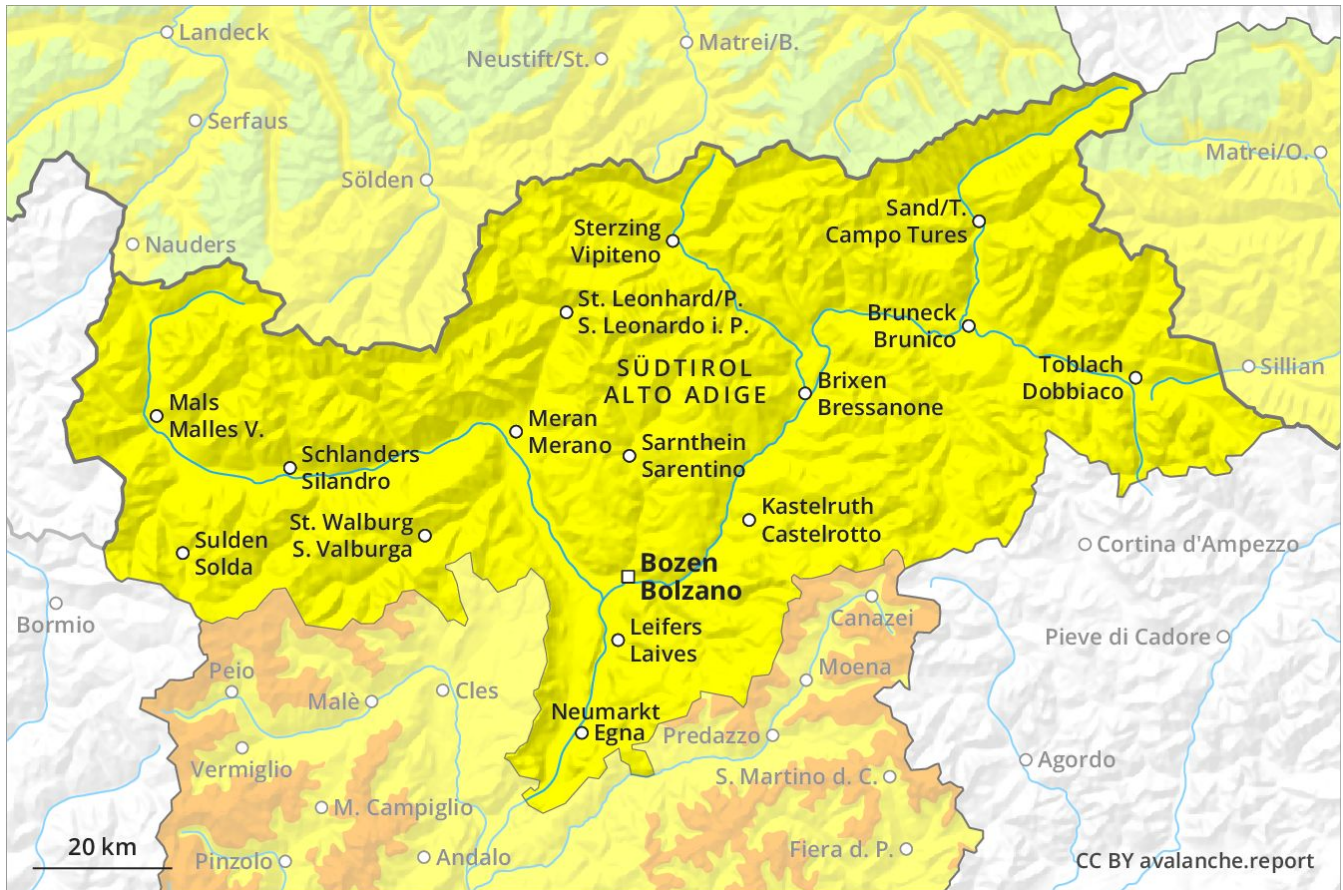 Landeck
Neustift/St.
Matrei/B.
Serfaus
Sölden
Matrei/O.
Nauders
Sand/T.
Campo Tures
Sterzing
Vipiteno
St. Leonhard/P.
S. Leonardo i. P.
Bruneck
Brunico
SÜDTIROL
ALTO ADIGE
Toblach
Dobbiaco
Sillian
Brixen
Bressanone
Mals
Malles V.
Meran
Merano
Sarnthein
Sarentino
Schlanders
Silandro
Kastelruth
Castelrotto
St. Walburg
S. Valburga
Sulden
Solda
Cortina d'Ampezzo
Bozen
Bolzano
Bormio
Canazei
Leifers
Laives
Pieve di Cadore
Peio
Moena
Malè
Cles
Neumarkt
Egna
Predazzo
Vermiglio
Agordo
S. Martino d. C.
M. Campiglio
20 km
Pinzolo
Andalo
Fiera d. P.
CC BY avalanche.report